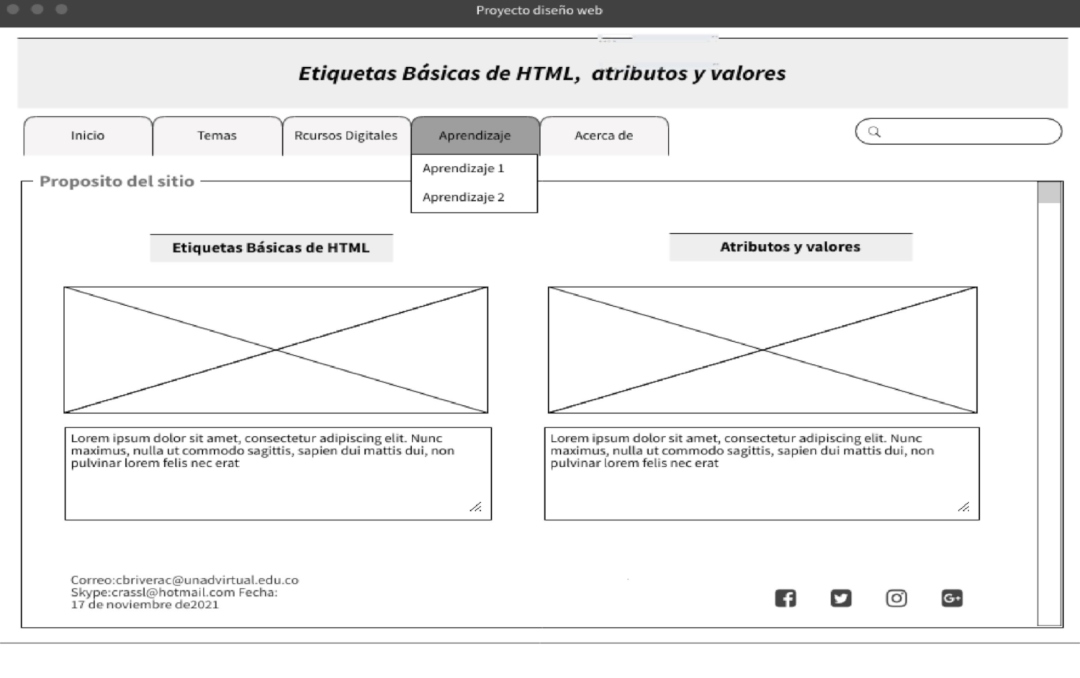 Proyecto diseño web
Etiquetas Básicas de HTML, atributos y valores
Inicio
Temas
Rcursos Digitales
Aprendizaje
Acerca de
Aprendizaje 1
Aprendizaje 2
Proposito del sitio
Etiquetas Básicas de HTML
Atributos y valores
Lorem ipsum dolor sit amet, consectetur adipiscing elit. Nunc
maximus, nulla ut commodo sagittis, sapien dui mattis dui, non
pulvinar lorem felis nec erat
Lorem ipsum dolor sit amet, consectetur adipiscing elit. Nunc
maximus, nulla ut commodo sagittis, sapien dui mattis dui, non
pulvinar lorem felis nec erat
Correo:cbriverac@unadvirtual.edu.co
Skype:crassl@hotmail.com Fecha:
17 de noviembre de2021